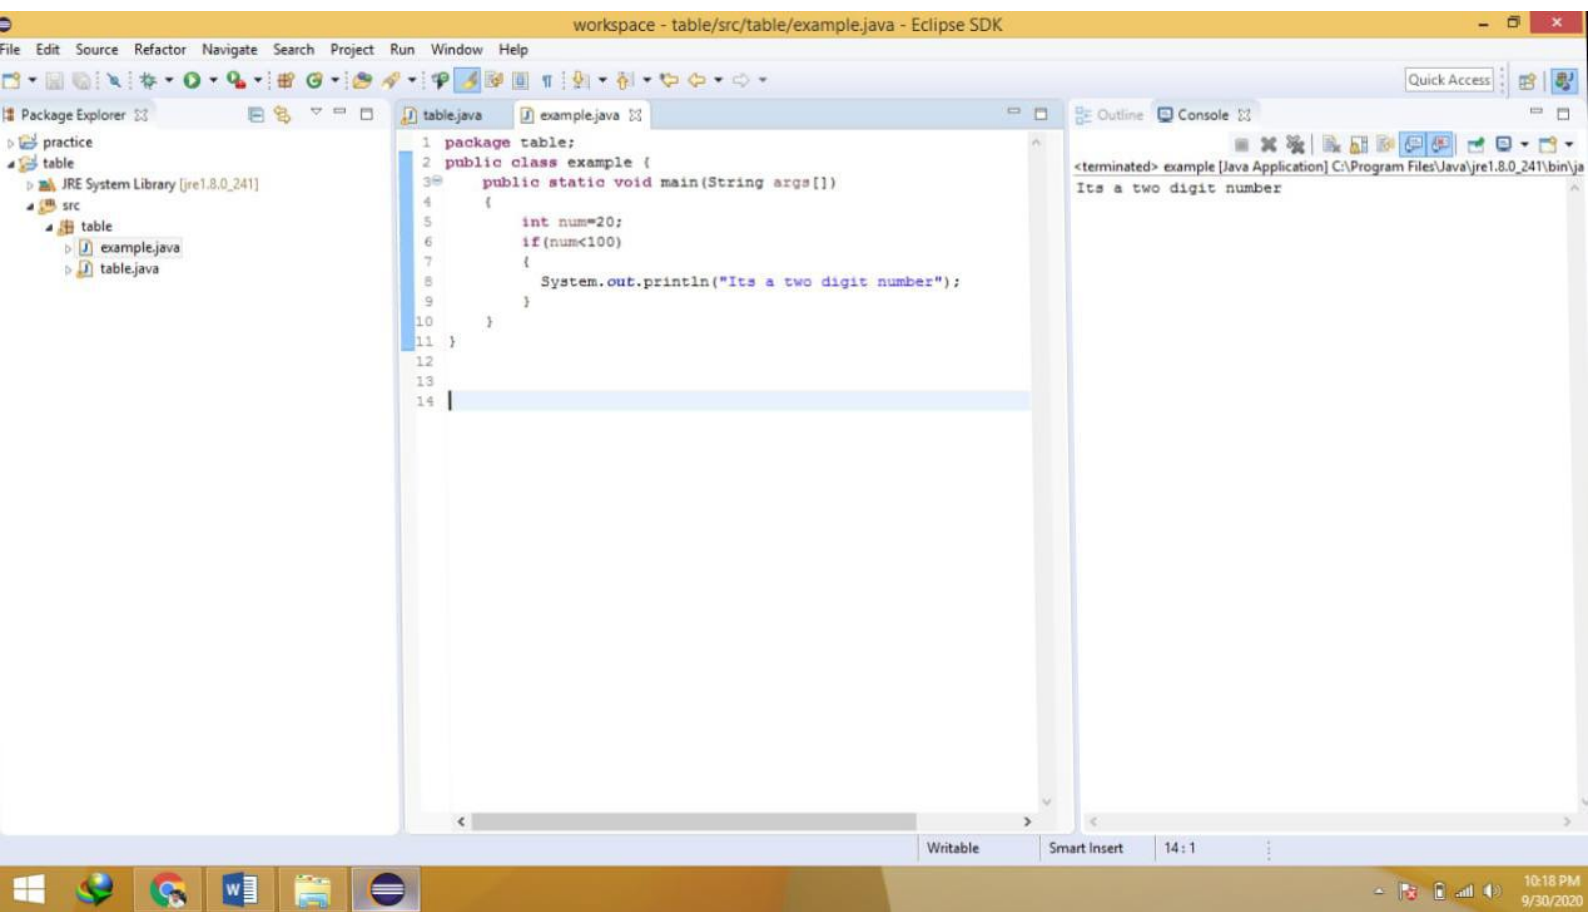 workspace - table/src/table/example.java - Eclipse SDK
File Edit Source Refactor Navigate Search Project Run Window Help
Quick Access
Package Explorer
table.java example.java
Outline Console
practice
table
JRE System Library [jre1.8.0_241]
src
table
example.java
table.java
1 package table;
2 public class example {
3 public static void main(String args[])
4 {
5 int num=20;
6 if(num<100)
7 {
8 System.out.println("Its a two digit number");
9 }
10 }
11 }
12
13
14
<terminated> example [Java Application] C:\Program Files\Java\jre1.8.0_241\bin\ja
Its a two digit number
Writable Smart Insert 14 : 1
10:18 PM
9/30/2020